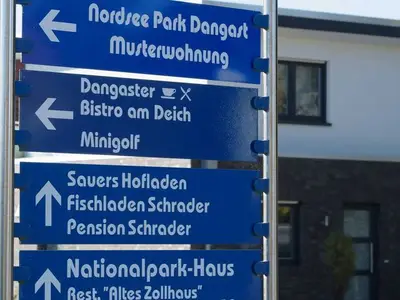 Nordsee Park Dangast
Musterwohnung
Dangaster
Bistro am Deich
Minigolf
Sauers Hofladen
Fischladen Schrader
Pension Schrader
Nationalpark-Haus
Rest. "Altes Zollhaus"